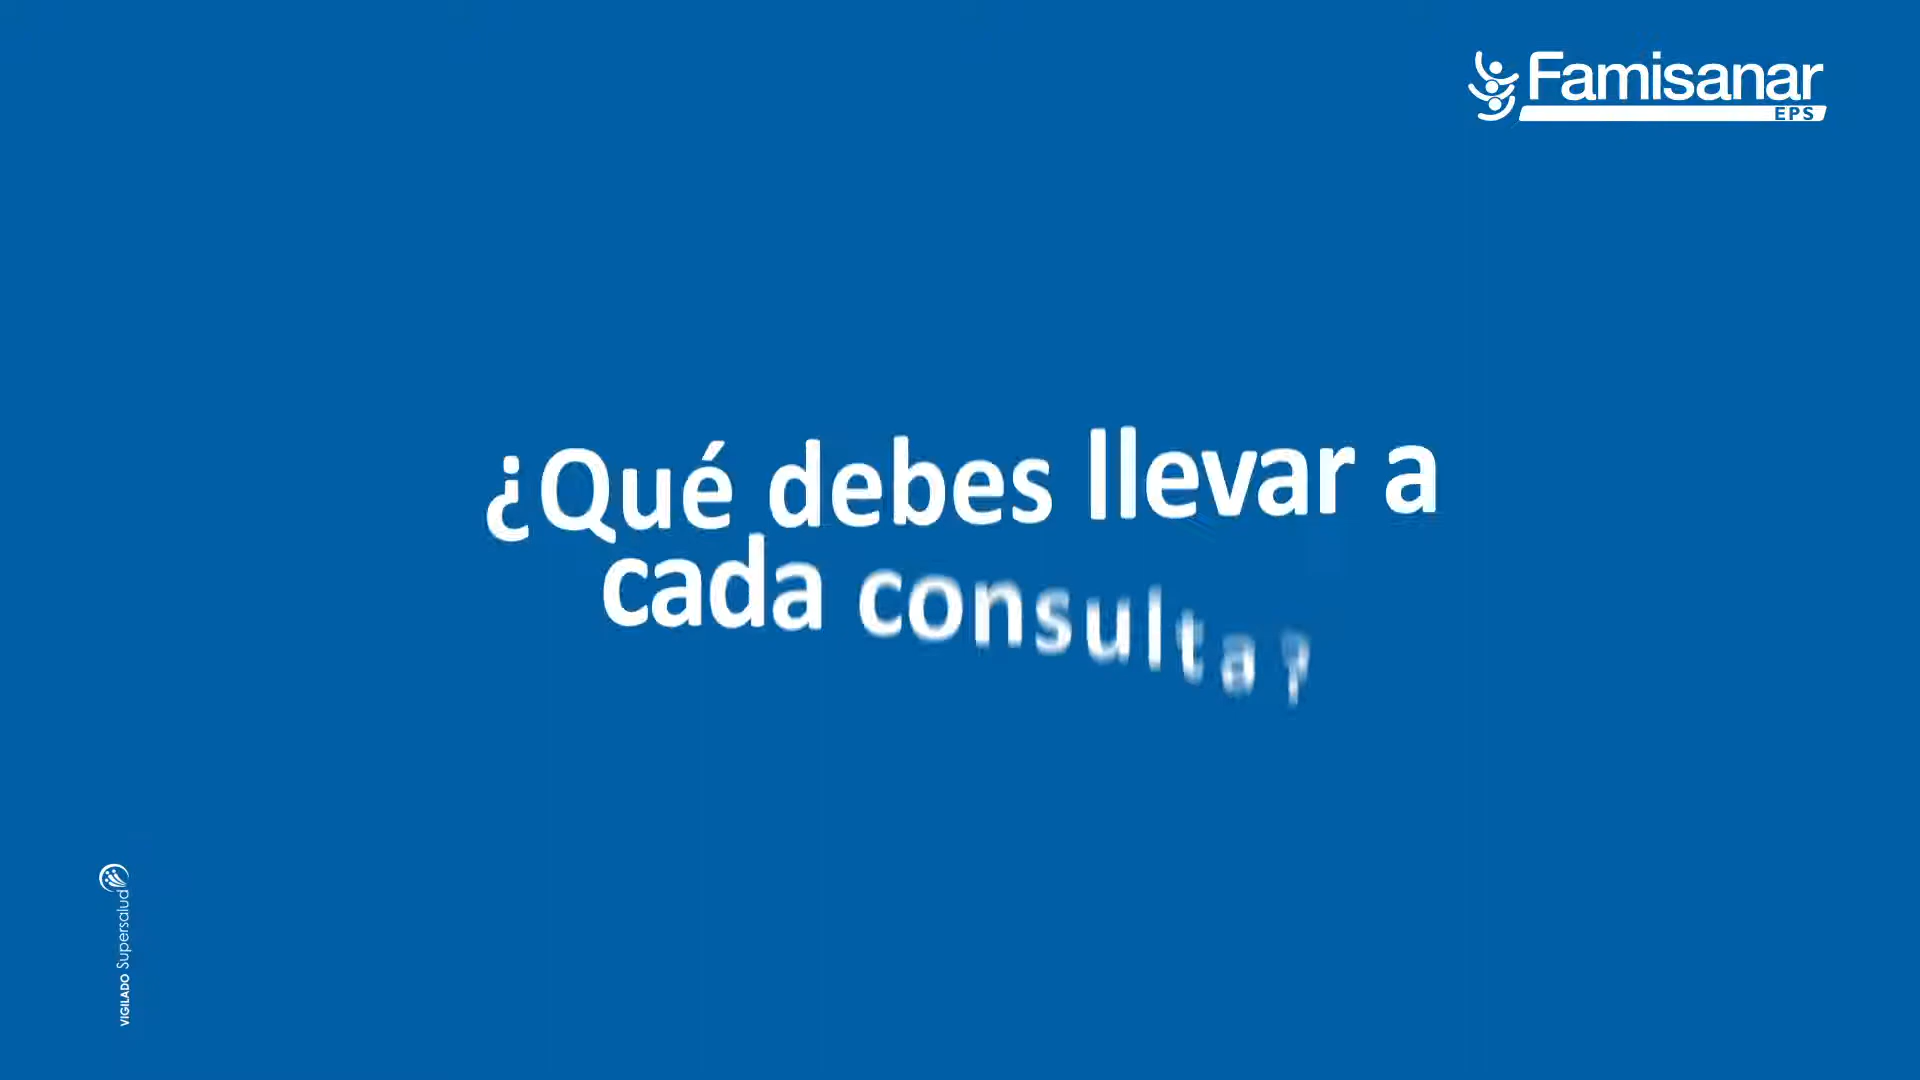 Famisanar
EPS
¿Qué debes llevar a
cada consulta?
VIGILADO Supersalud